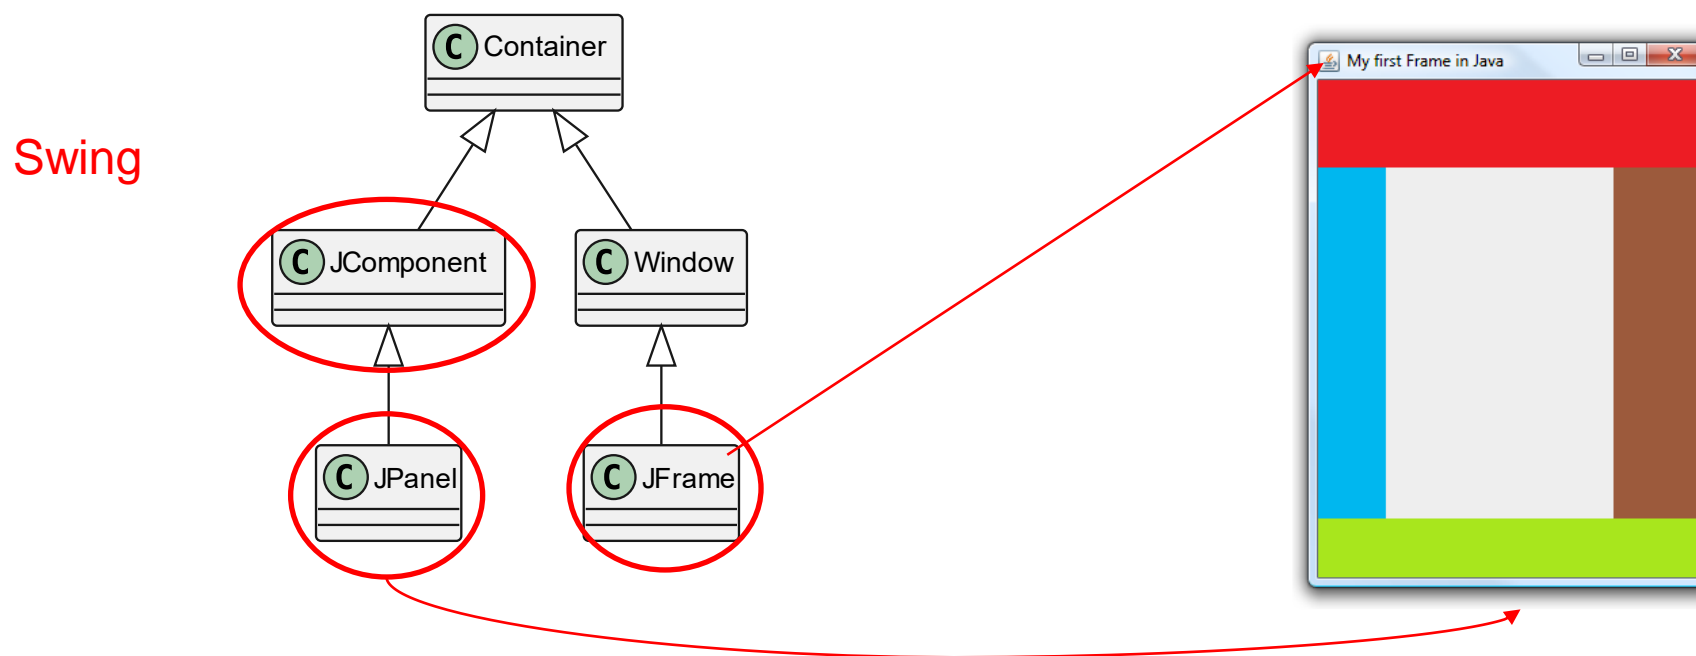 C Container
My first Frame in Java
Swing
C JComponent
C Window
C JPanel
C JFrame